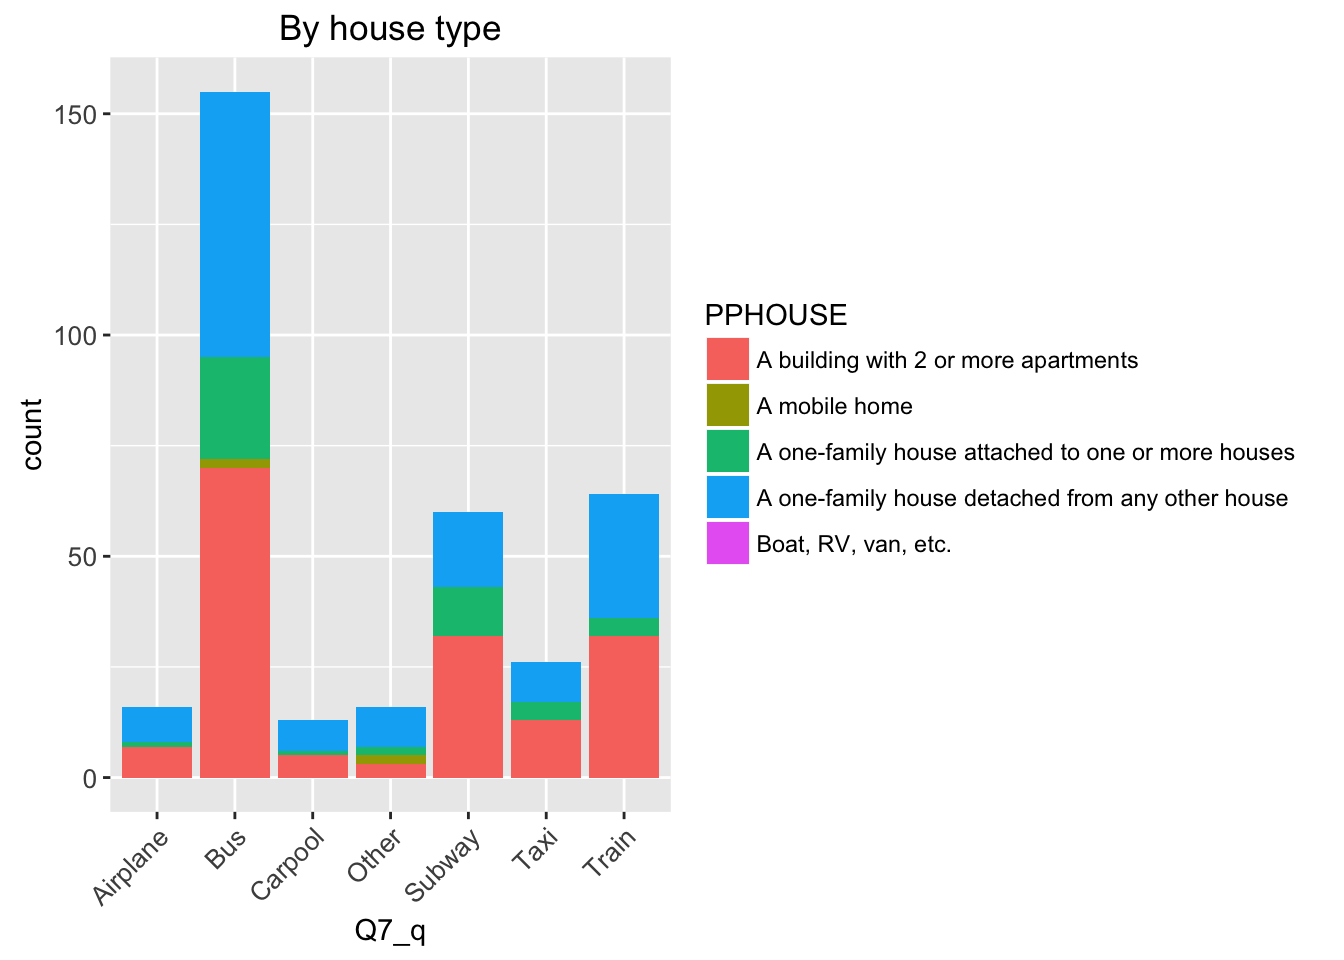 By house type
150
100
50
0
count
Airplane
Bus
Carpool
Other
Subway
Taxi
Train
Q7_q
PPHOUSE
A building with 2 or more apartments
A mobile home
A one-family house attached to one or more houses
A one-family house detached from any other house
Boat, RV, van, etc.